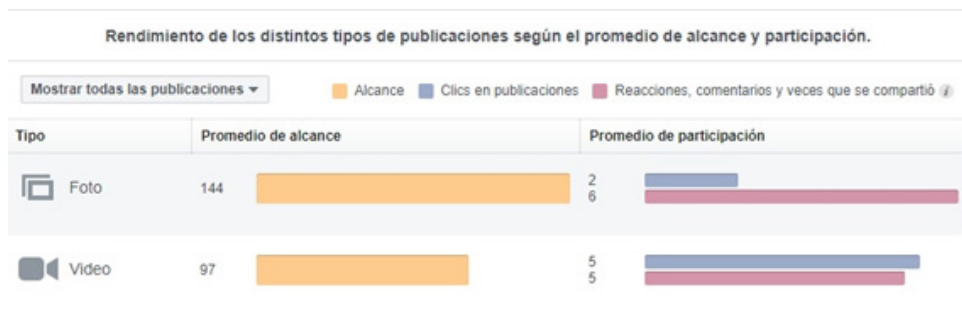 Rendimiento de los distintos tipos de publicaciones según el promedio de alcance y participación.
Mostrar todas las publicaciones Alcance Clics en publicaciones Reacciones, comentarios y veces que se compartió i
Tipo Promedio de alcance Promedio de participación
Foto 144 2
6
Video 97 5
5